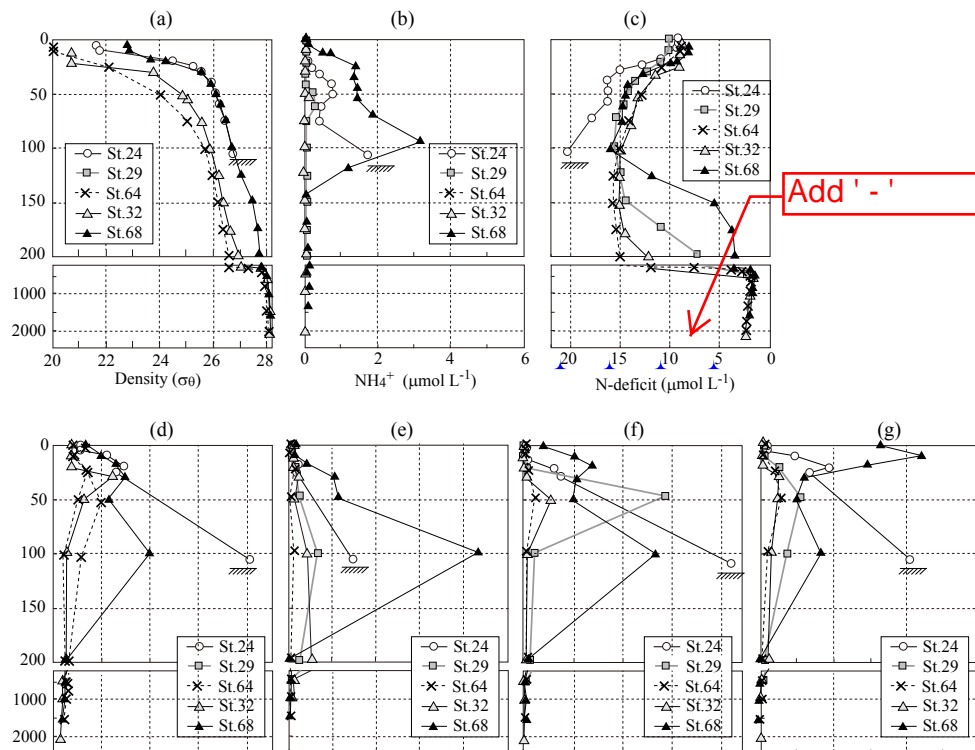 (a) (b) (c)
0
50
100
150
200
1000
2000
St.24
St.29
St.64
St.32
St.68
20 22 24 26 28
Density (σθ)
St.24
St.29
St.64
St.32
St.68
0 2 4 6
NH₄⁺ (μmol L⁻¹)
St.24
St.29
St.64
St.32
St.68
20 15 10 5 0
N-deficit (μmol L⁻¹)
Add ' - '
(d) (e) (f) (g)
0
50
100
150
200
1000
2000
St.24
St.29
St.64
St.32
St.68
St.24
St.29
St.64
St.32
St.68
St.24
St.29
St.64
St.32
St.68
St.24
St.29
St.64
St.32
St.68